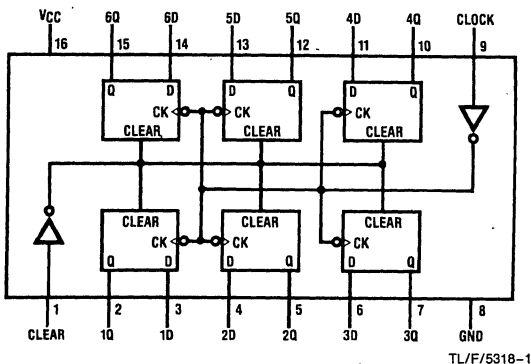 VCC 6Q 6D 5D 5Q 4D 4Q CLOCK
16 15 14 13 12 11 10 9
Q D D Q D Q
CK CK CK
CLEAR CLEAR CLEAR
CLEAR CLEAR CLEAR
CK CK CK
Q D D Q D Q
1 2 3 4 5 6 7 8
CLEAR 1Q 1D 2D 2Q 3D 3Q GND
TL/F/5318-1